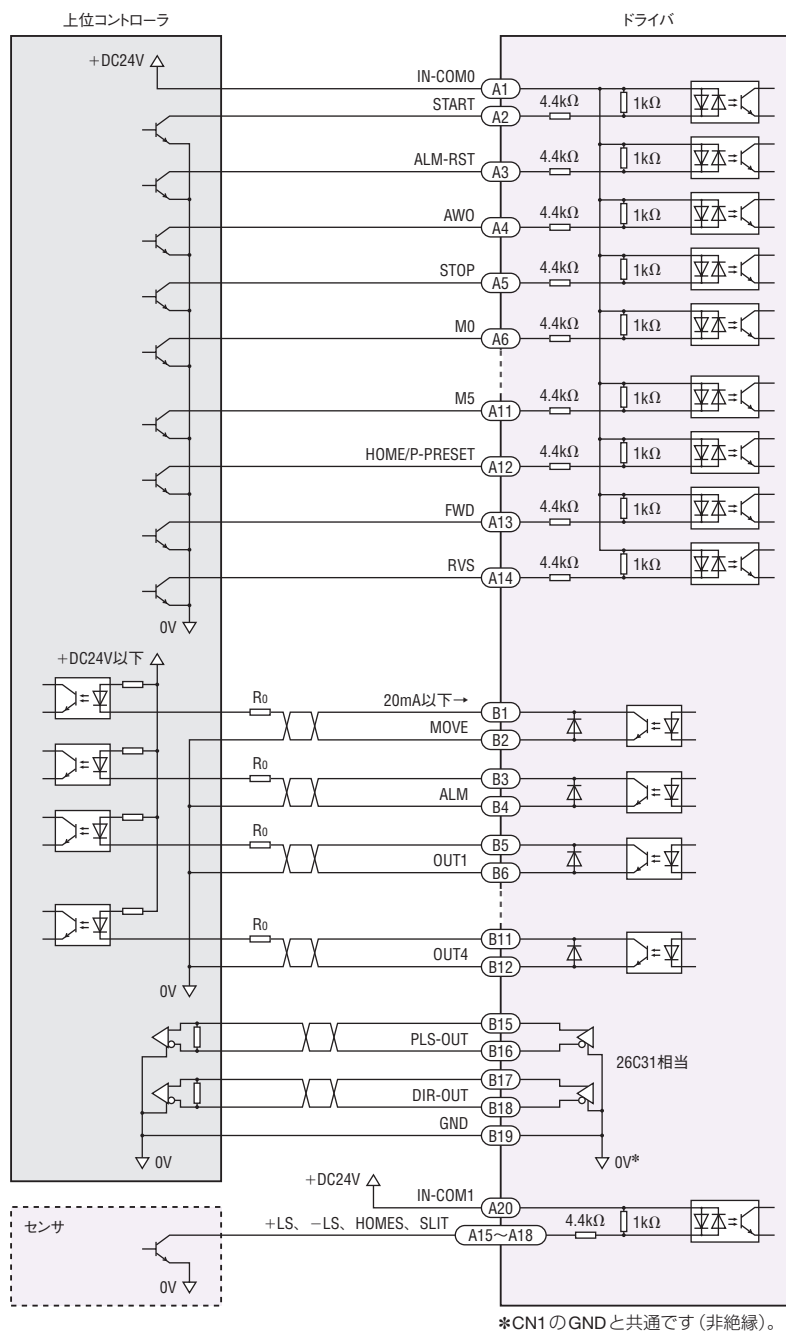 上位コントローラ
ドライバ
+DC24V
IN-COM0
A1
START
A2
4.4kΩ
1kΩ
ALM-RST
A3
4.4kΩ
1kΩ
AWO
A4
4.4kΩ
1kΩ
STOP
A5
4.4kΩ
1kΩ
M0
A6
4.4kΩ
1kΩ
M5
A11
4.4kΩ
1kΩ
HOME/P-PRESET
A12
4.4kΩ
1kΩ
FWD
A13
4.4kΩ
1kΩ
RVS
A14
4.4kΩ
1kΩ
0V
+DC24V以下
R0
20mA以下→
B1
MOVE
B2
R0
B3
ALM
B4
R0
B5
OUT1
B6
R0
B11
OUT4
B12
0V
B15
PLS-OUT
B16
26C31相当
B17
DIR-OUT
B18
GND
B19
0V
0V*
+DC24V
IN-COM1
A20
センサ
+LS、−LS、HOMES、SLIT
A15〜A18
4.4kΩ
1kΩ
0V
*CN1のGNDと共通です(非絶縁)。